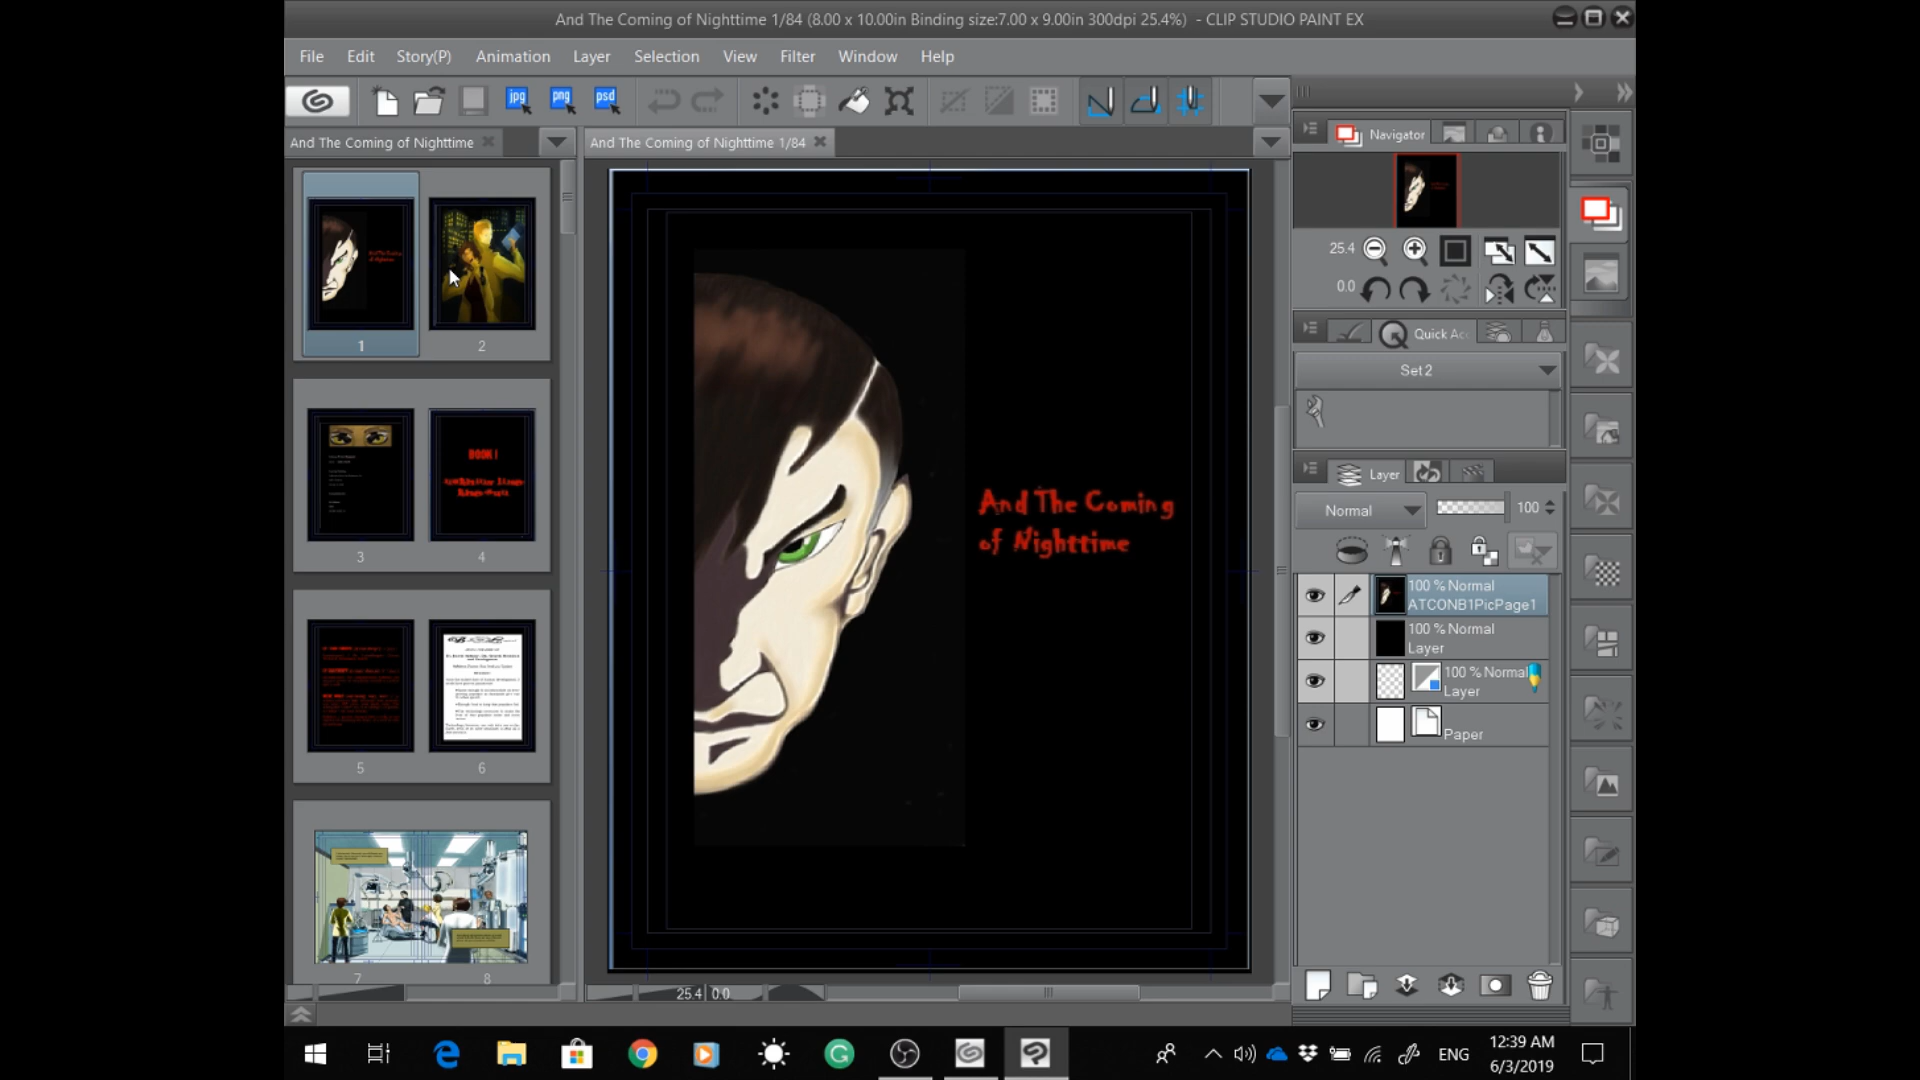 And The Coming of Nighttime 1/84 (8.00 x 10.00in Binding size:7.00 x 9.00in 300dpi 25.4%) - CLIP STUDIO PAINT EX
File Edit Story(P) Animation Layer Selection View Filter Window Help
jpg png psd
And The Coming of Nighttime
And The Coming of Nighttime 1/84
Navigator
25.4
0.0
Quick Acc
Set2
Layer
Normal 100
100 % Normal
ATCONB1PicPage1
100 % Normal
Layer
100 % Normal
Layer
Paper
And The Coming
of Nighttime
1 2
BOOK I
3 4
5 6
7 8
25.4 0.0
ENG
12:39 AM
6/3/2019